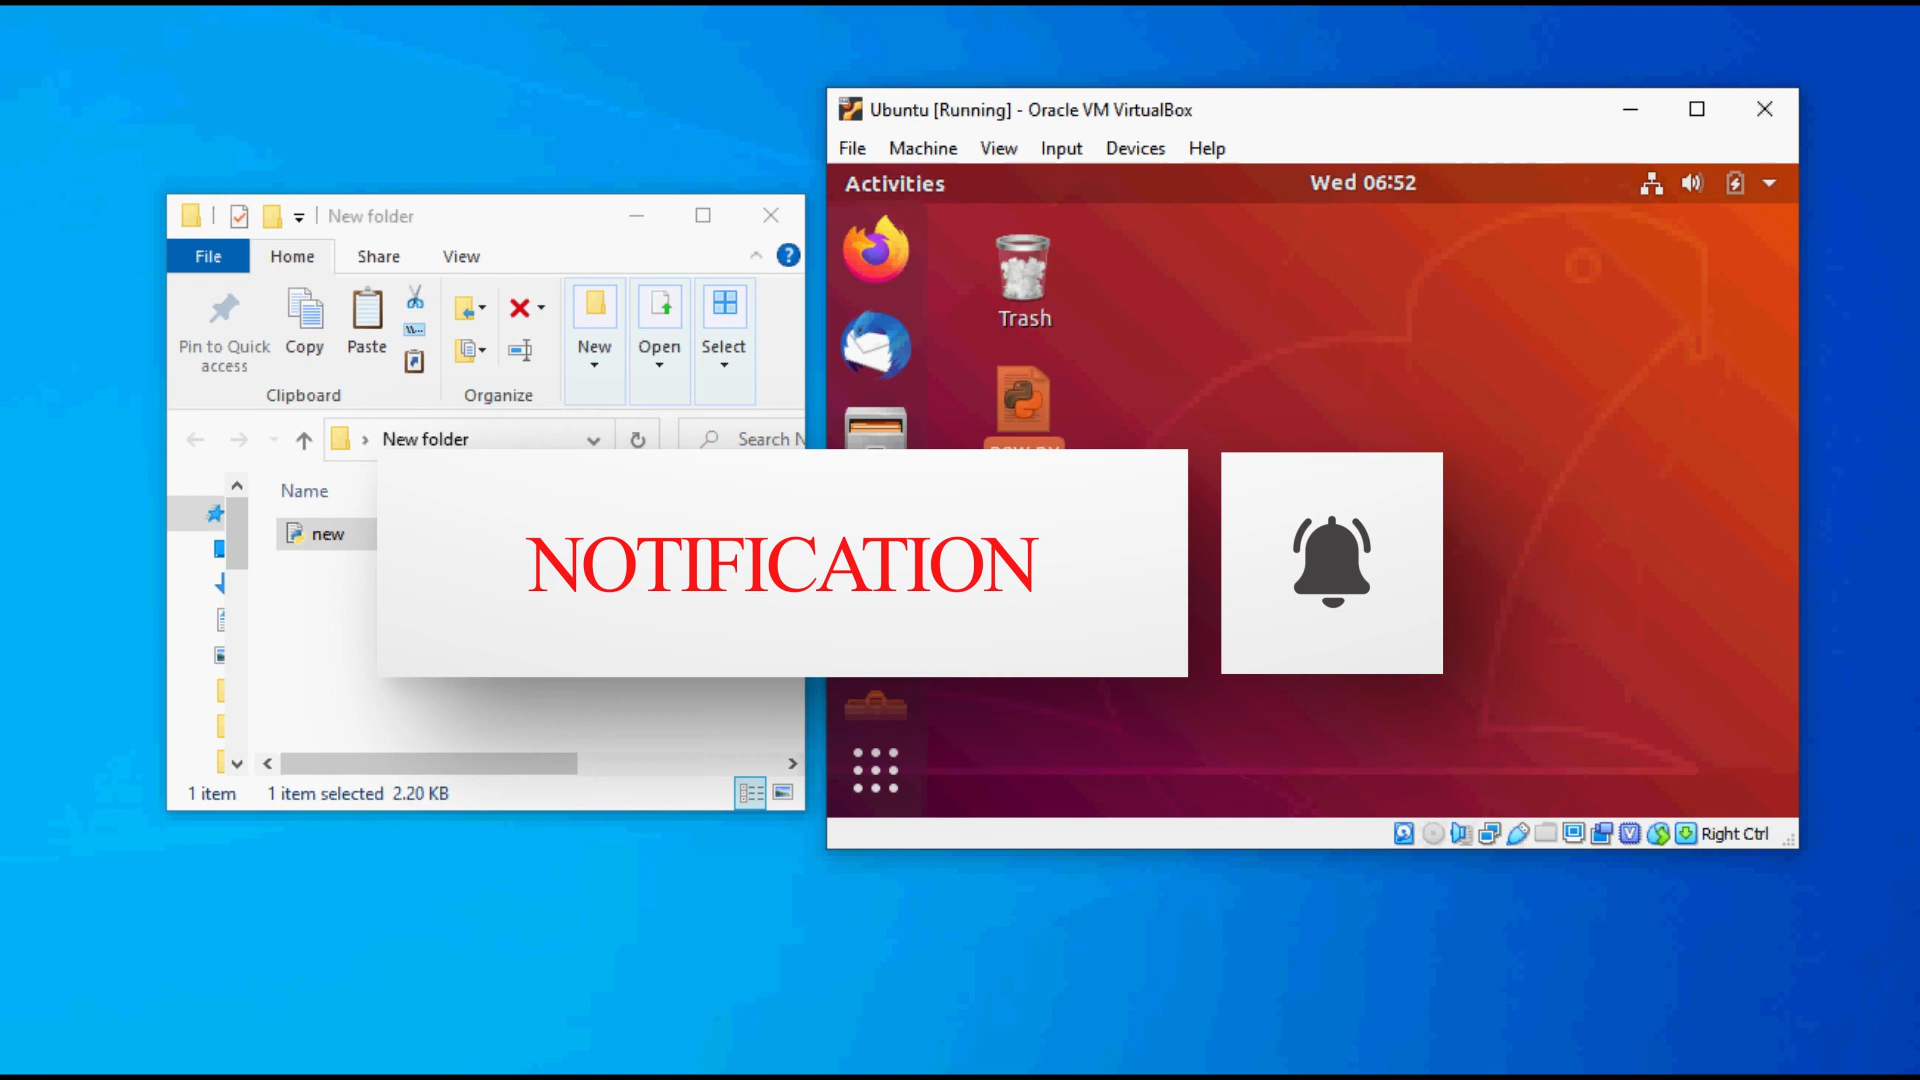 Ubuntu [Running] - Oracle VM VirtualBox
File Machine View Input Devices Help
Activities
Wed 06:52
Trash
New folder
File Home Share View
Pin to Quick access
Copy
Paste
New
Open
Select
Clipboard
Organize
New folder
Search
Name
new
NOTIFICATION
1 item
1 item selected 2.20 KB
Right Ctrl